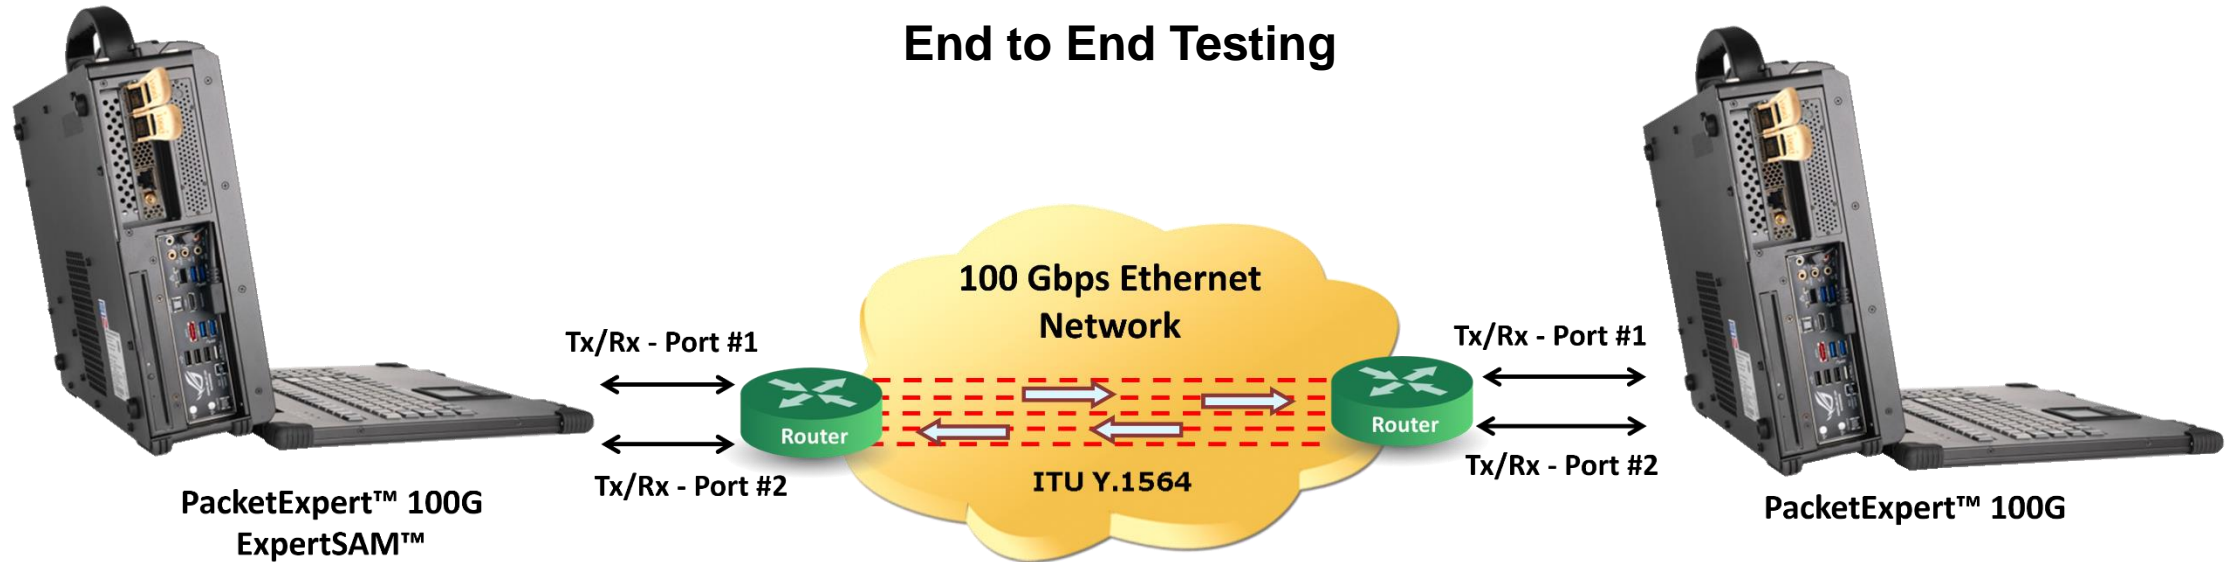 End to End Testing
100 Gbps Ethernet
Network
Tx/Rx - Port #1
Tx/Rx - Port #1
Router
Router
Tx/Rx - Port #2
Tx/Rx - Port #2
ITU Y.1564
PacketExpert™ 100G
ExpertSAM™
PacketExpert™ 100G